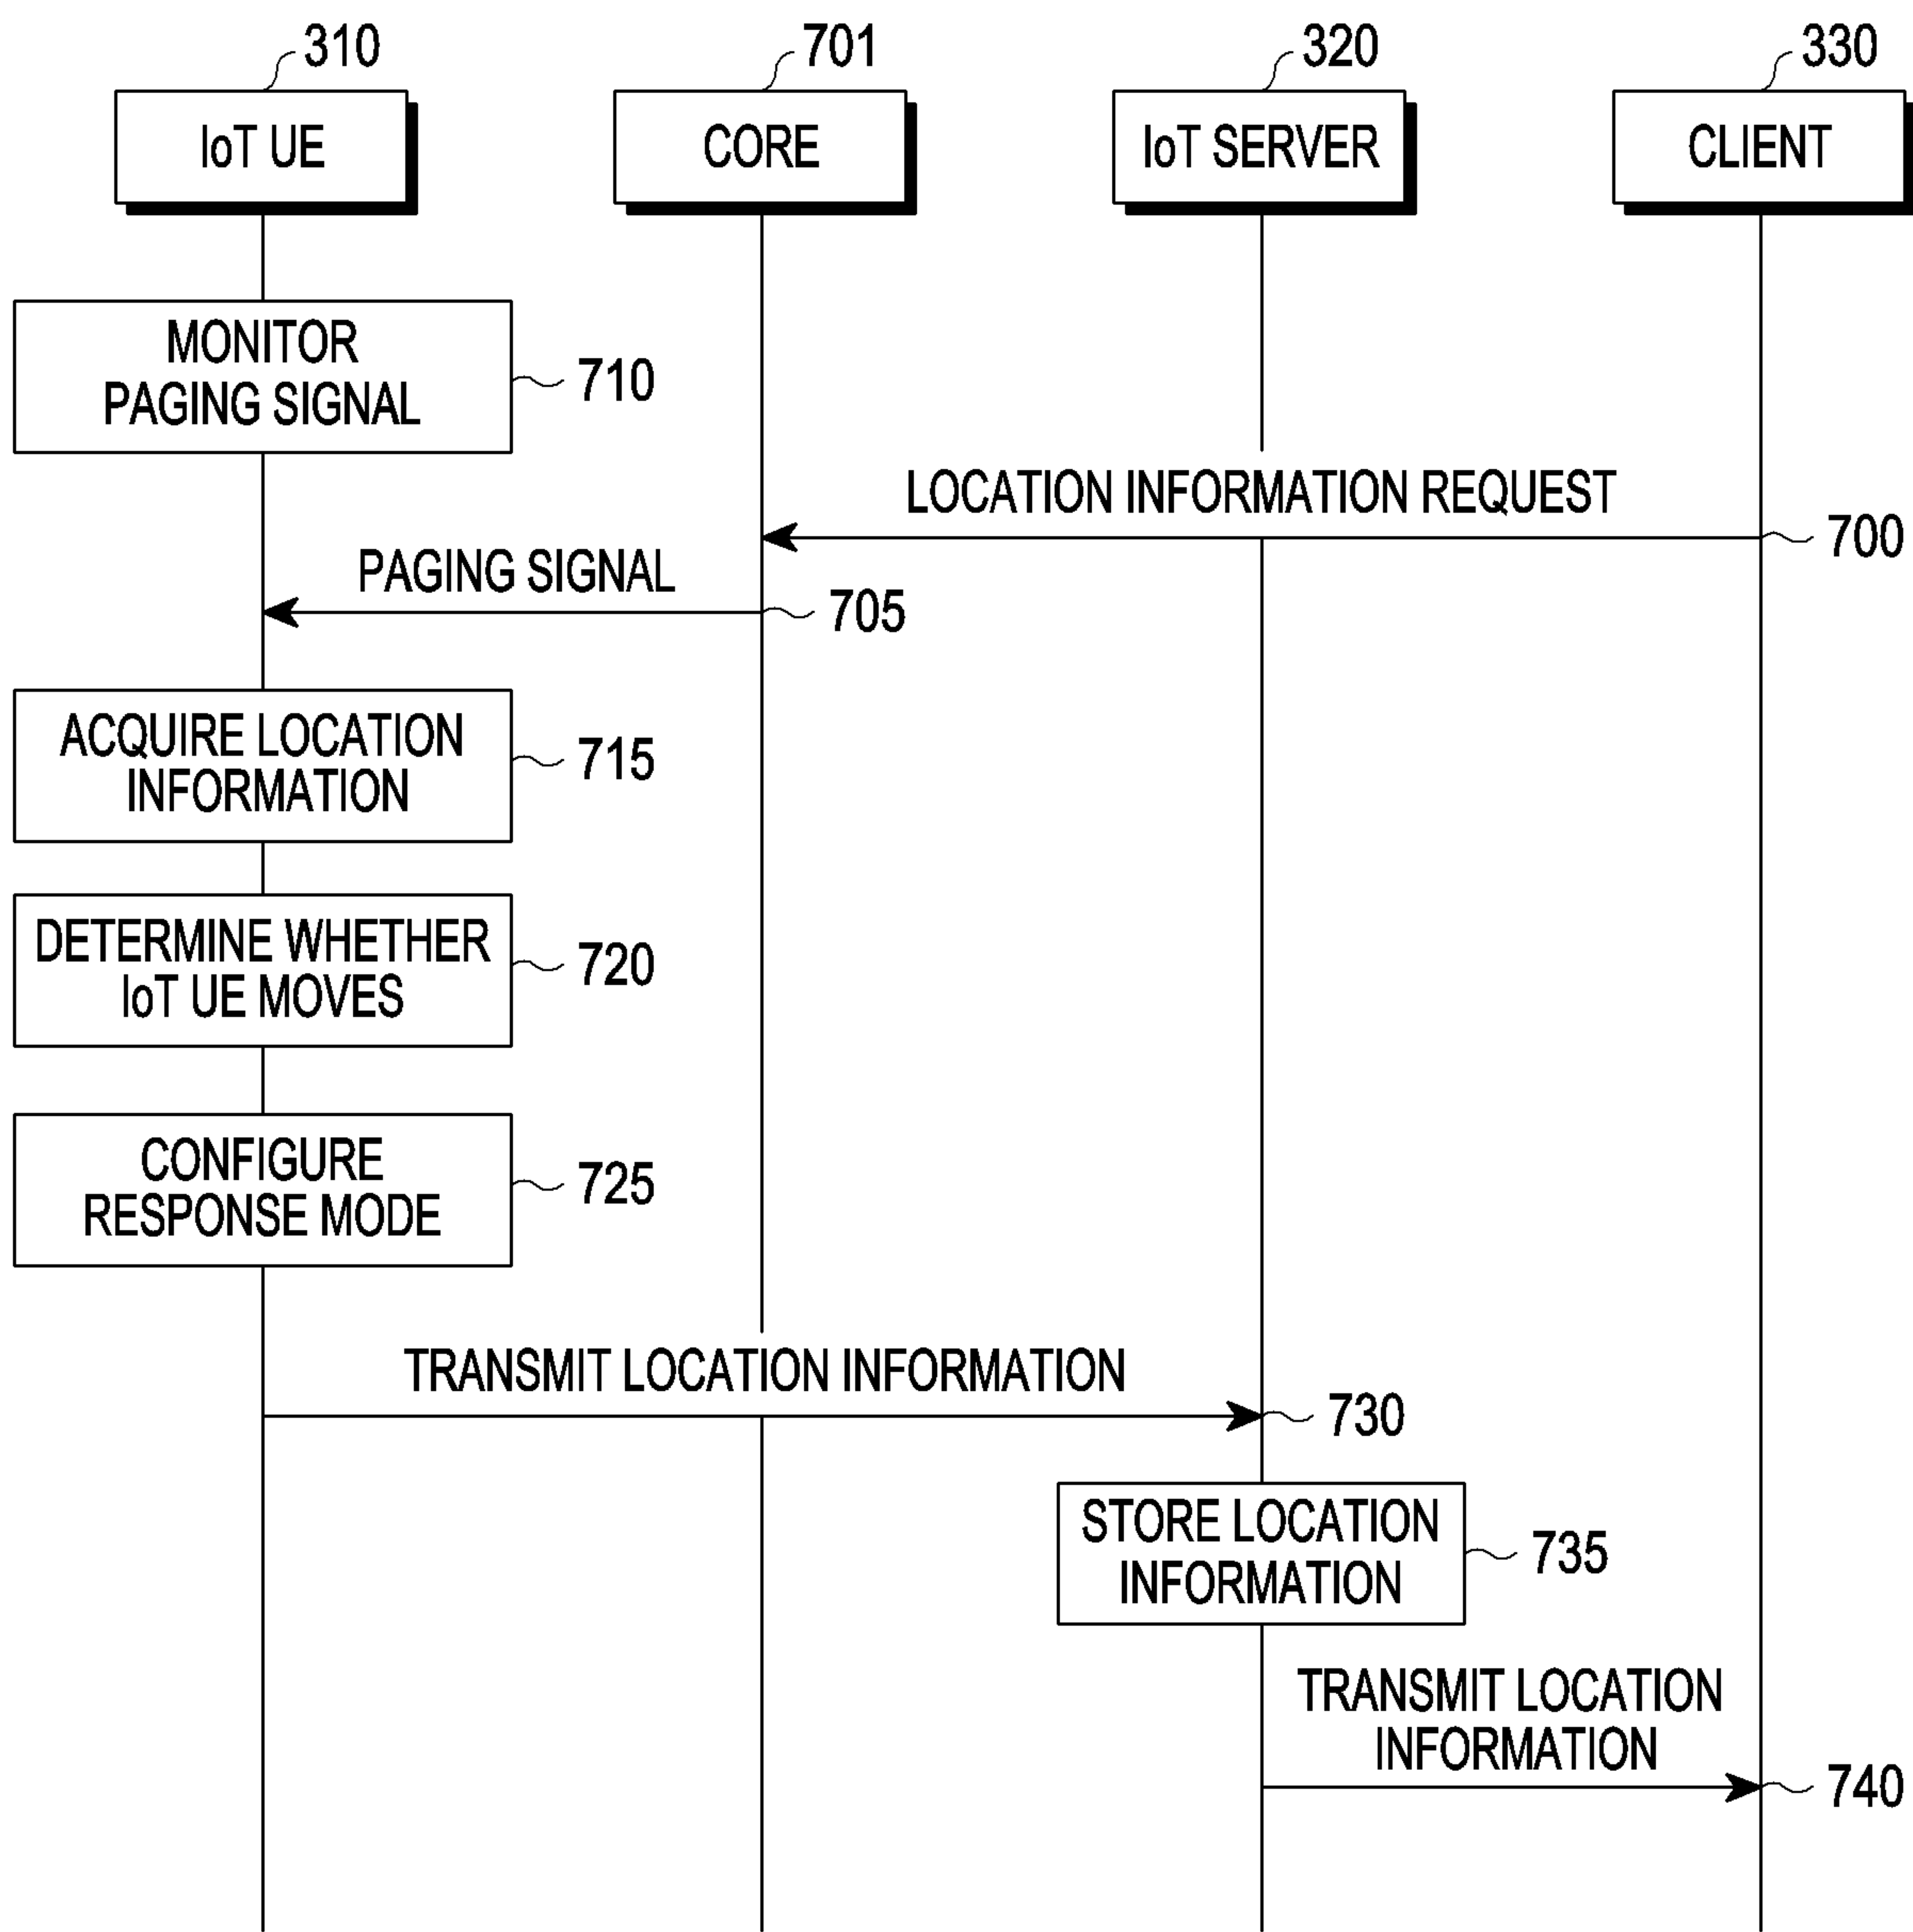 310
701
320
330
IoT UE
CORE
IoT SERVER
CLIENT
MONITOR
PAGING SIGNAL
710
LOCATION INFORMATION REQUEST
700
PAGING SIGNAL
705
ACQUIRE LOCATION
INFORMATION
715
DETERMINE WHETHER
IoT UE MOVES
720
CONFIGURE
RESPONSE MODE
725
TRANSMIT LOCATION INFORMATION
730
STORE LOCATION
INFORMATION
735
TRANSMIT LOCATION
INFORMATION
740